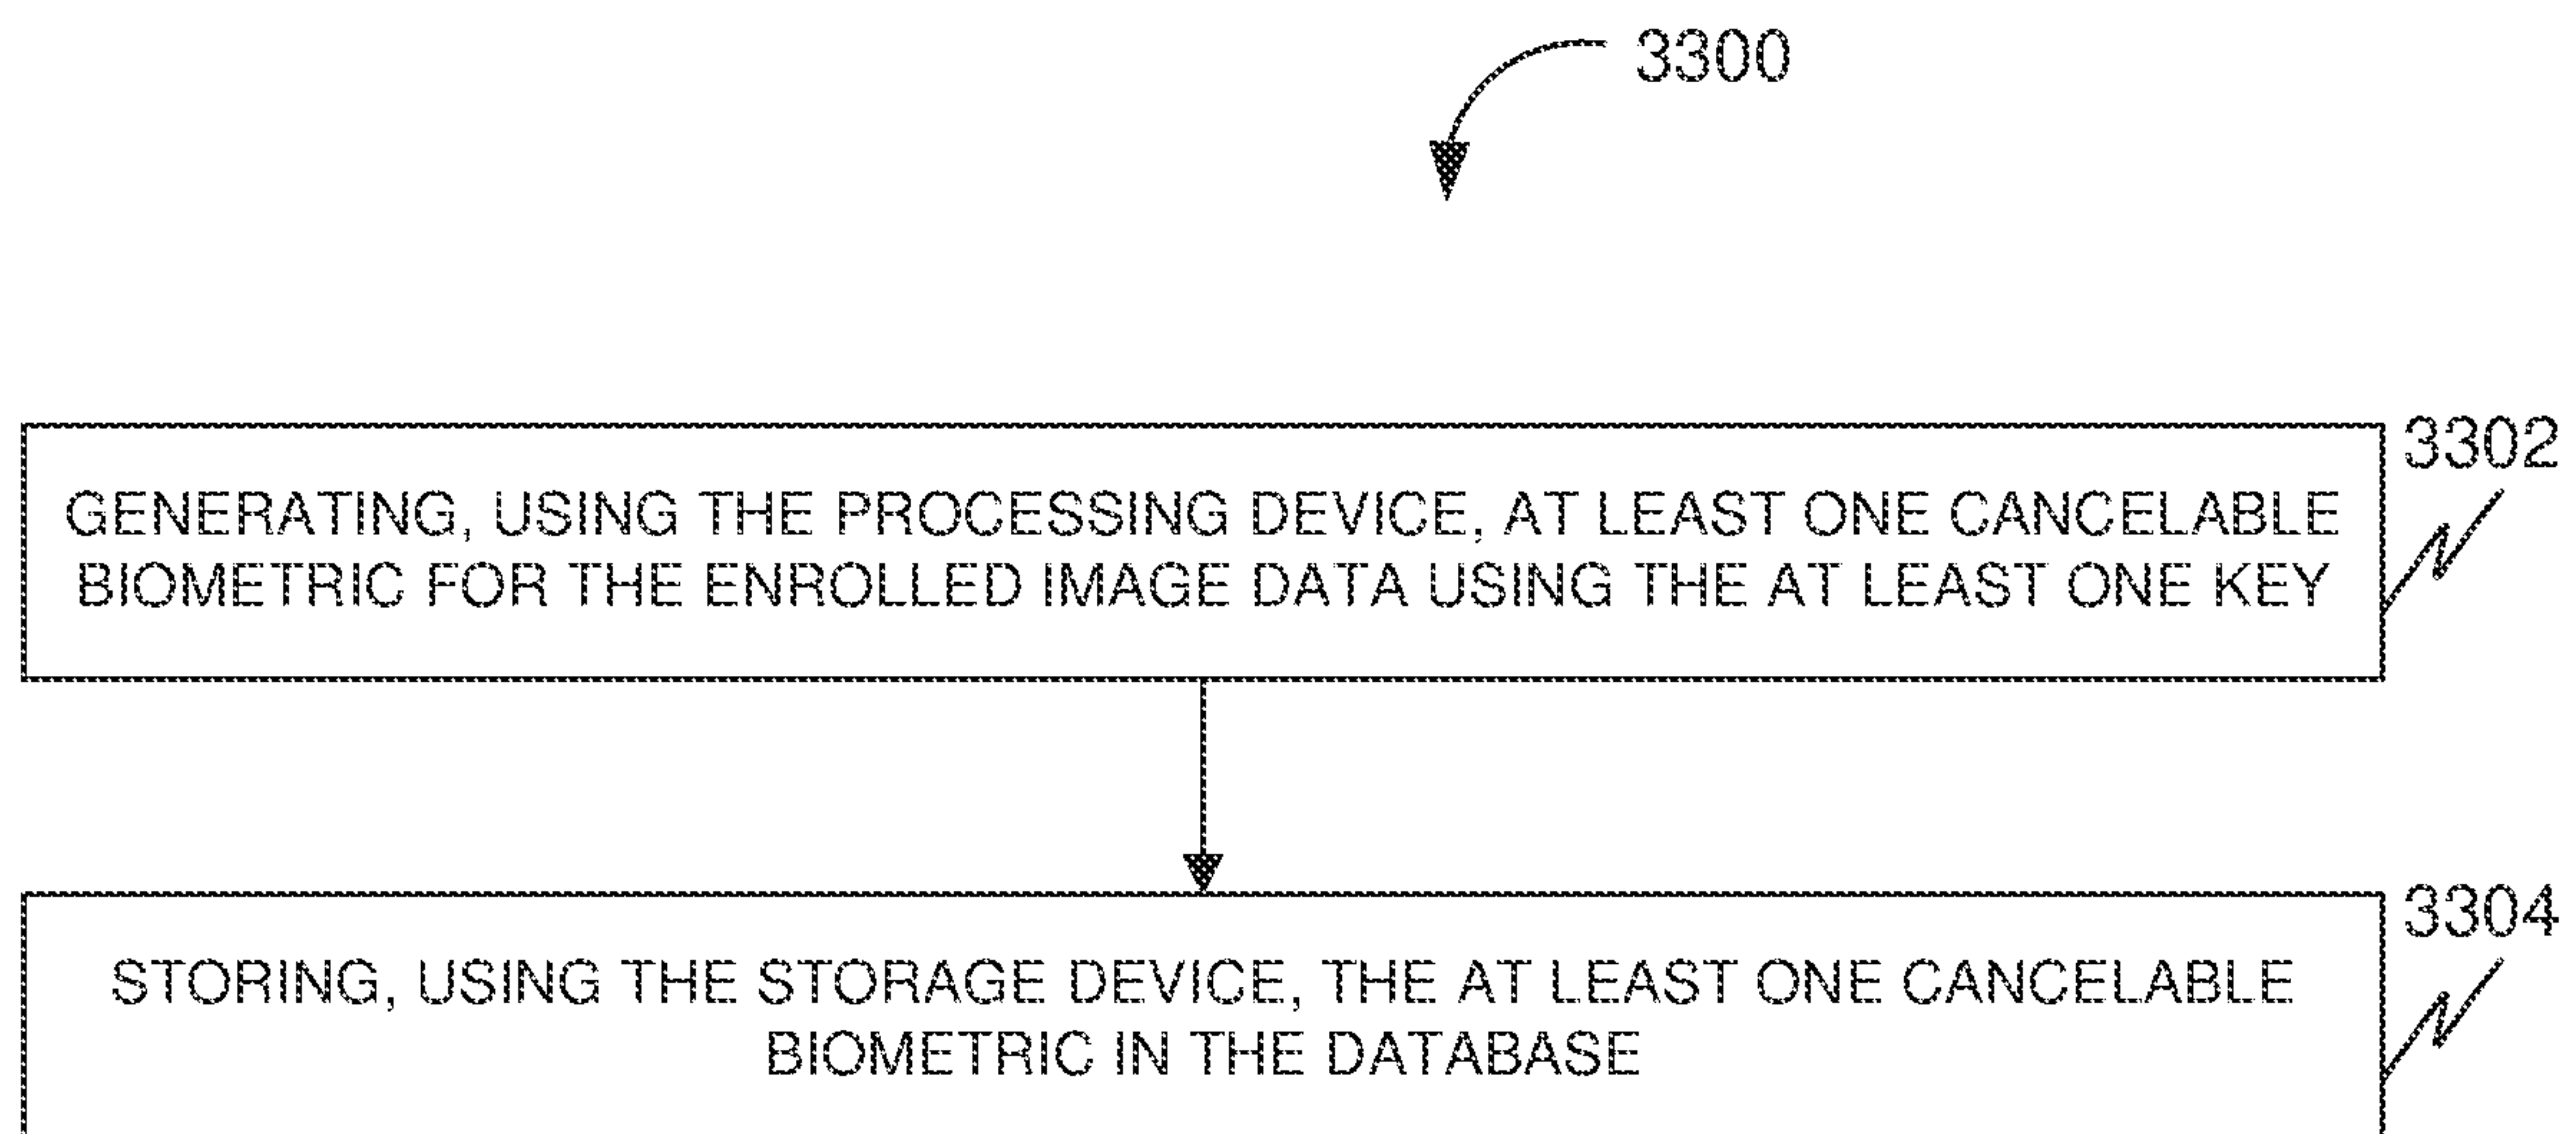 3300
3302
GENERATING, USING THE PROCESSING DEVICE, AT LEAST ONE CANCELABLE
BIOMETRIC FOR THE ENROLLED IMAGE DATA USING THE AT LEAST ONE KEY
3304
STORING, USING THE STORAGE DEVICE, THE AT LEAST ONE CANCELABLE
BIOMETRIC IN THE DATABASE